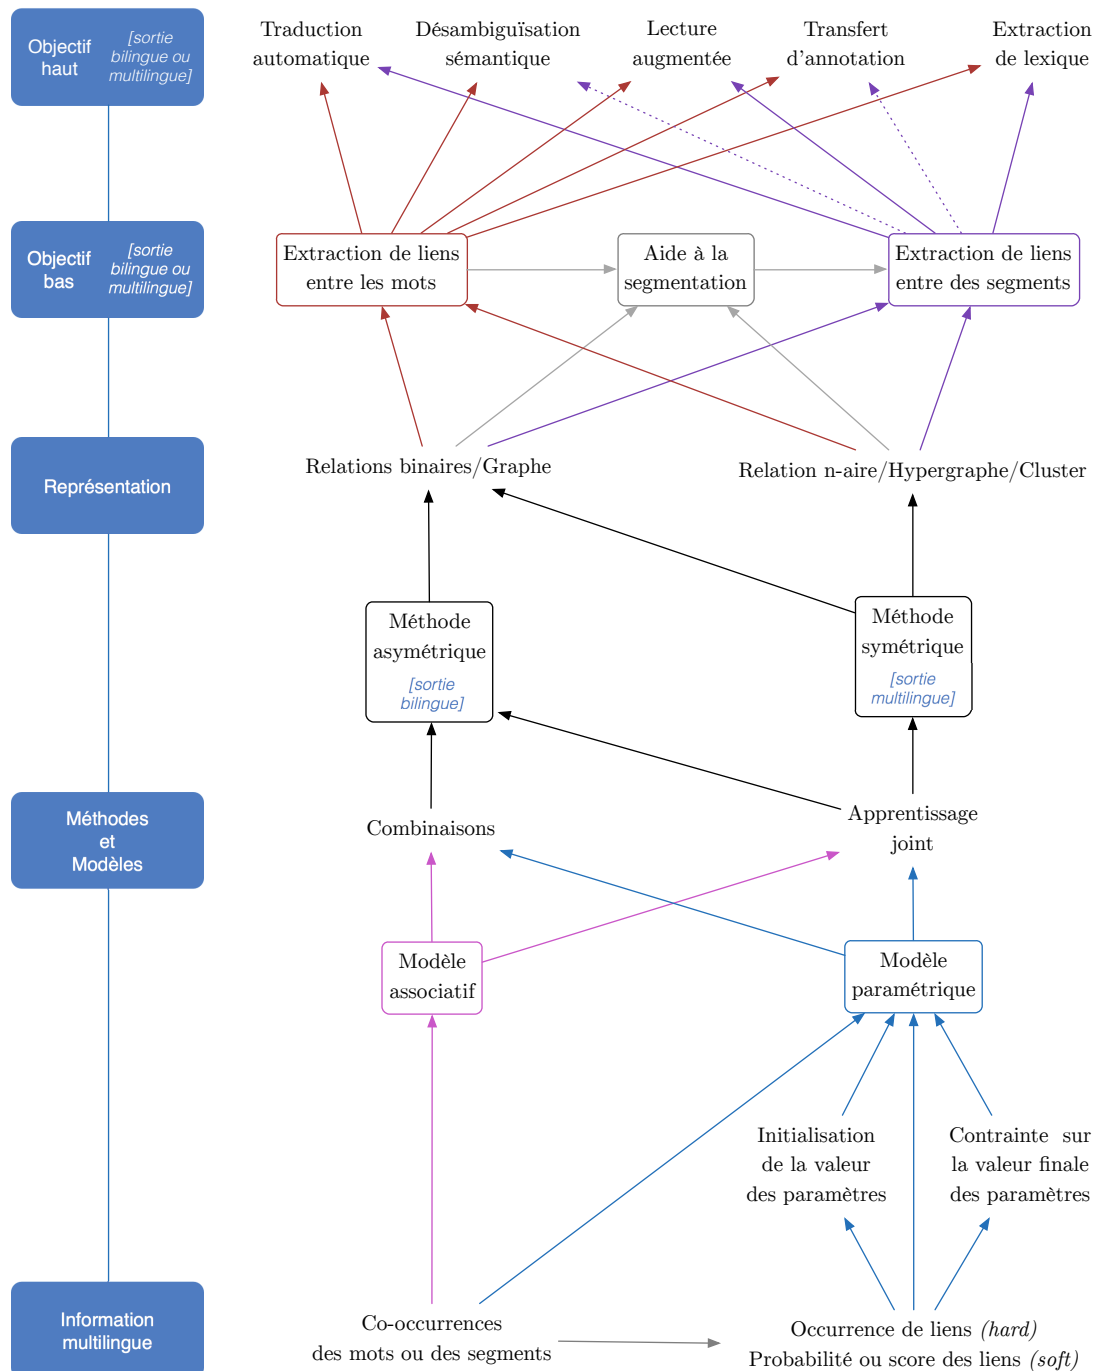 Objectif
haut
[sortie
bilingue ou
multilingue]
Traduction
automatique
Désambiguïsation
sémantique
Lecture
augmentée
Transfert
d'annotation
Extraction
de lexique
Objectif
bas
[sortie
bilingue ou
multilingue]
Extraction de liens
entre les mots
Aide à la
segmentation
Extraction de liens
entre des segments
Représentation
Relations binaires/Graphe
Relation n-aire/Hypergraphe/Cluster
Méthode
asymétrique
[sortie
bilingue]
Méthode
symétrique
[sortie
multilingue]
Méthodes
et
Modèles
Combinaisons
Apprentissage
joint
Modèle
associatif
Modèle
paramétrique
Initialisation
de la valeur
des paramètres
Contrainte sur
la valeur finale
des paramètres
Information
multilingue
Co-occurrences
des mots ou des segments
Occurrence de liens (hard)
Probabilité ou score des liens (soft)